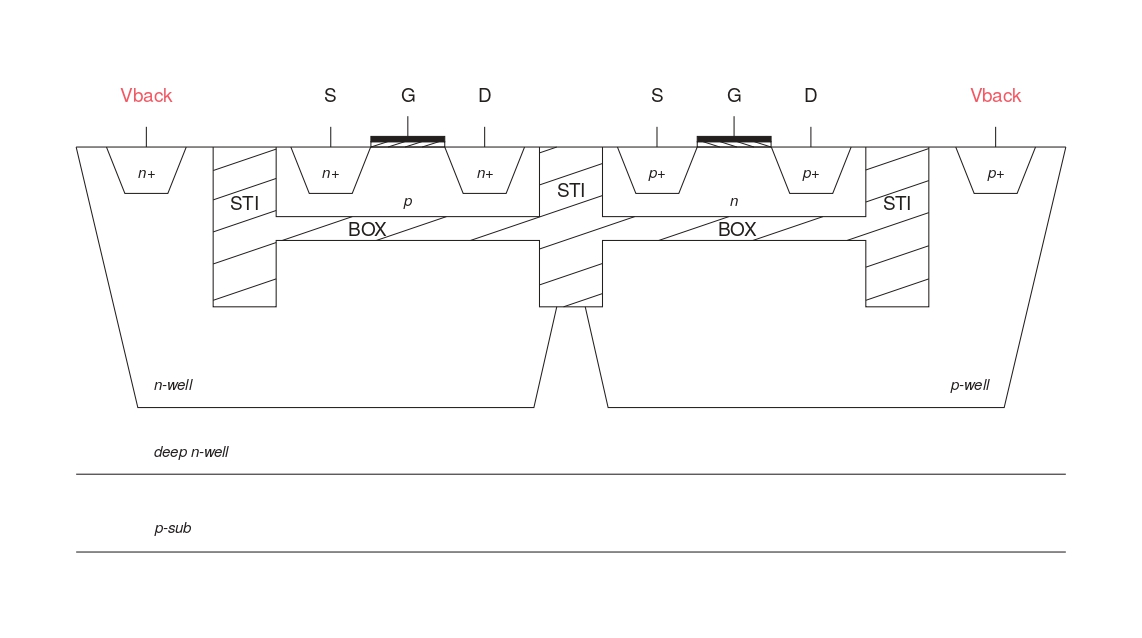 Vback S G D S G D Vback
n+ n+ n+ p+ p+ p+
STI p STI n STI
BOX BOX
n-well p-well
deep n-well
p-sub